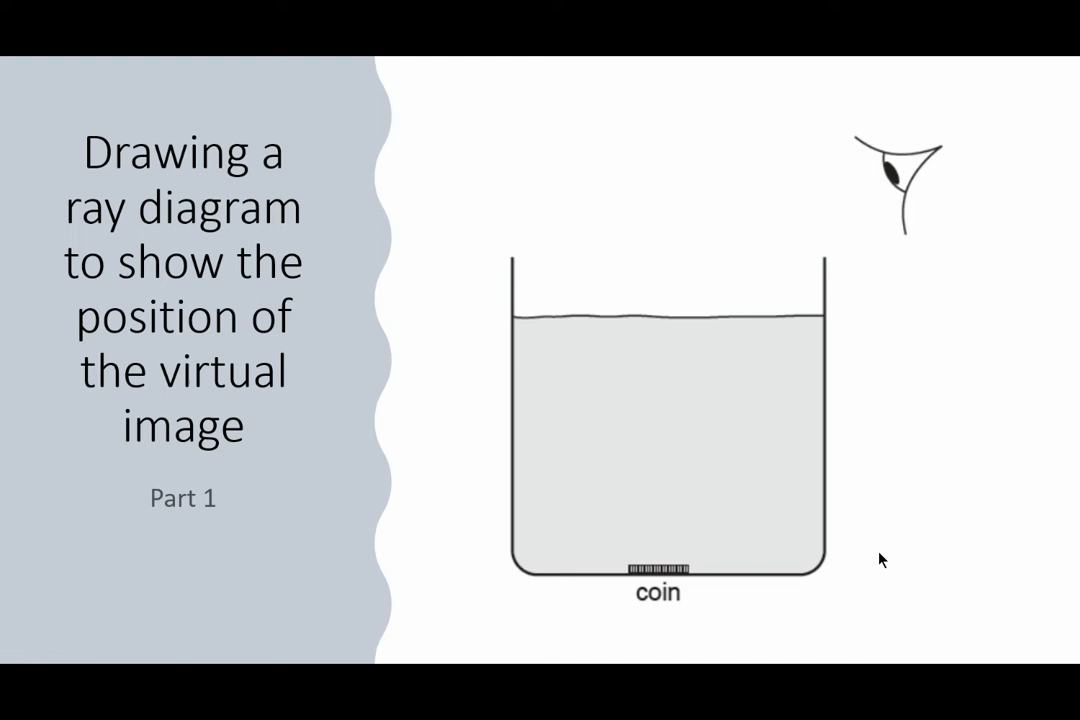 Drawing a
ray diagram
to show the
position of
the virtual
image
Part 1
coin